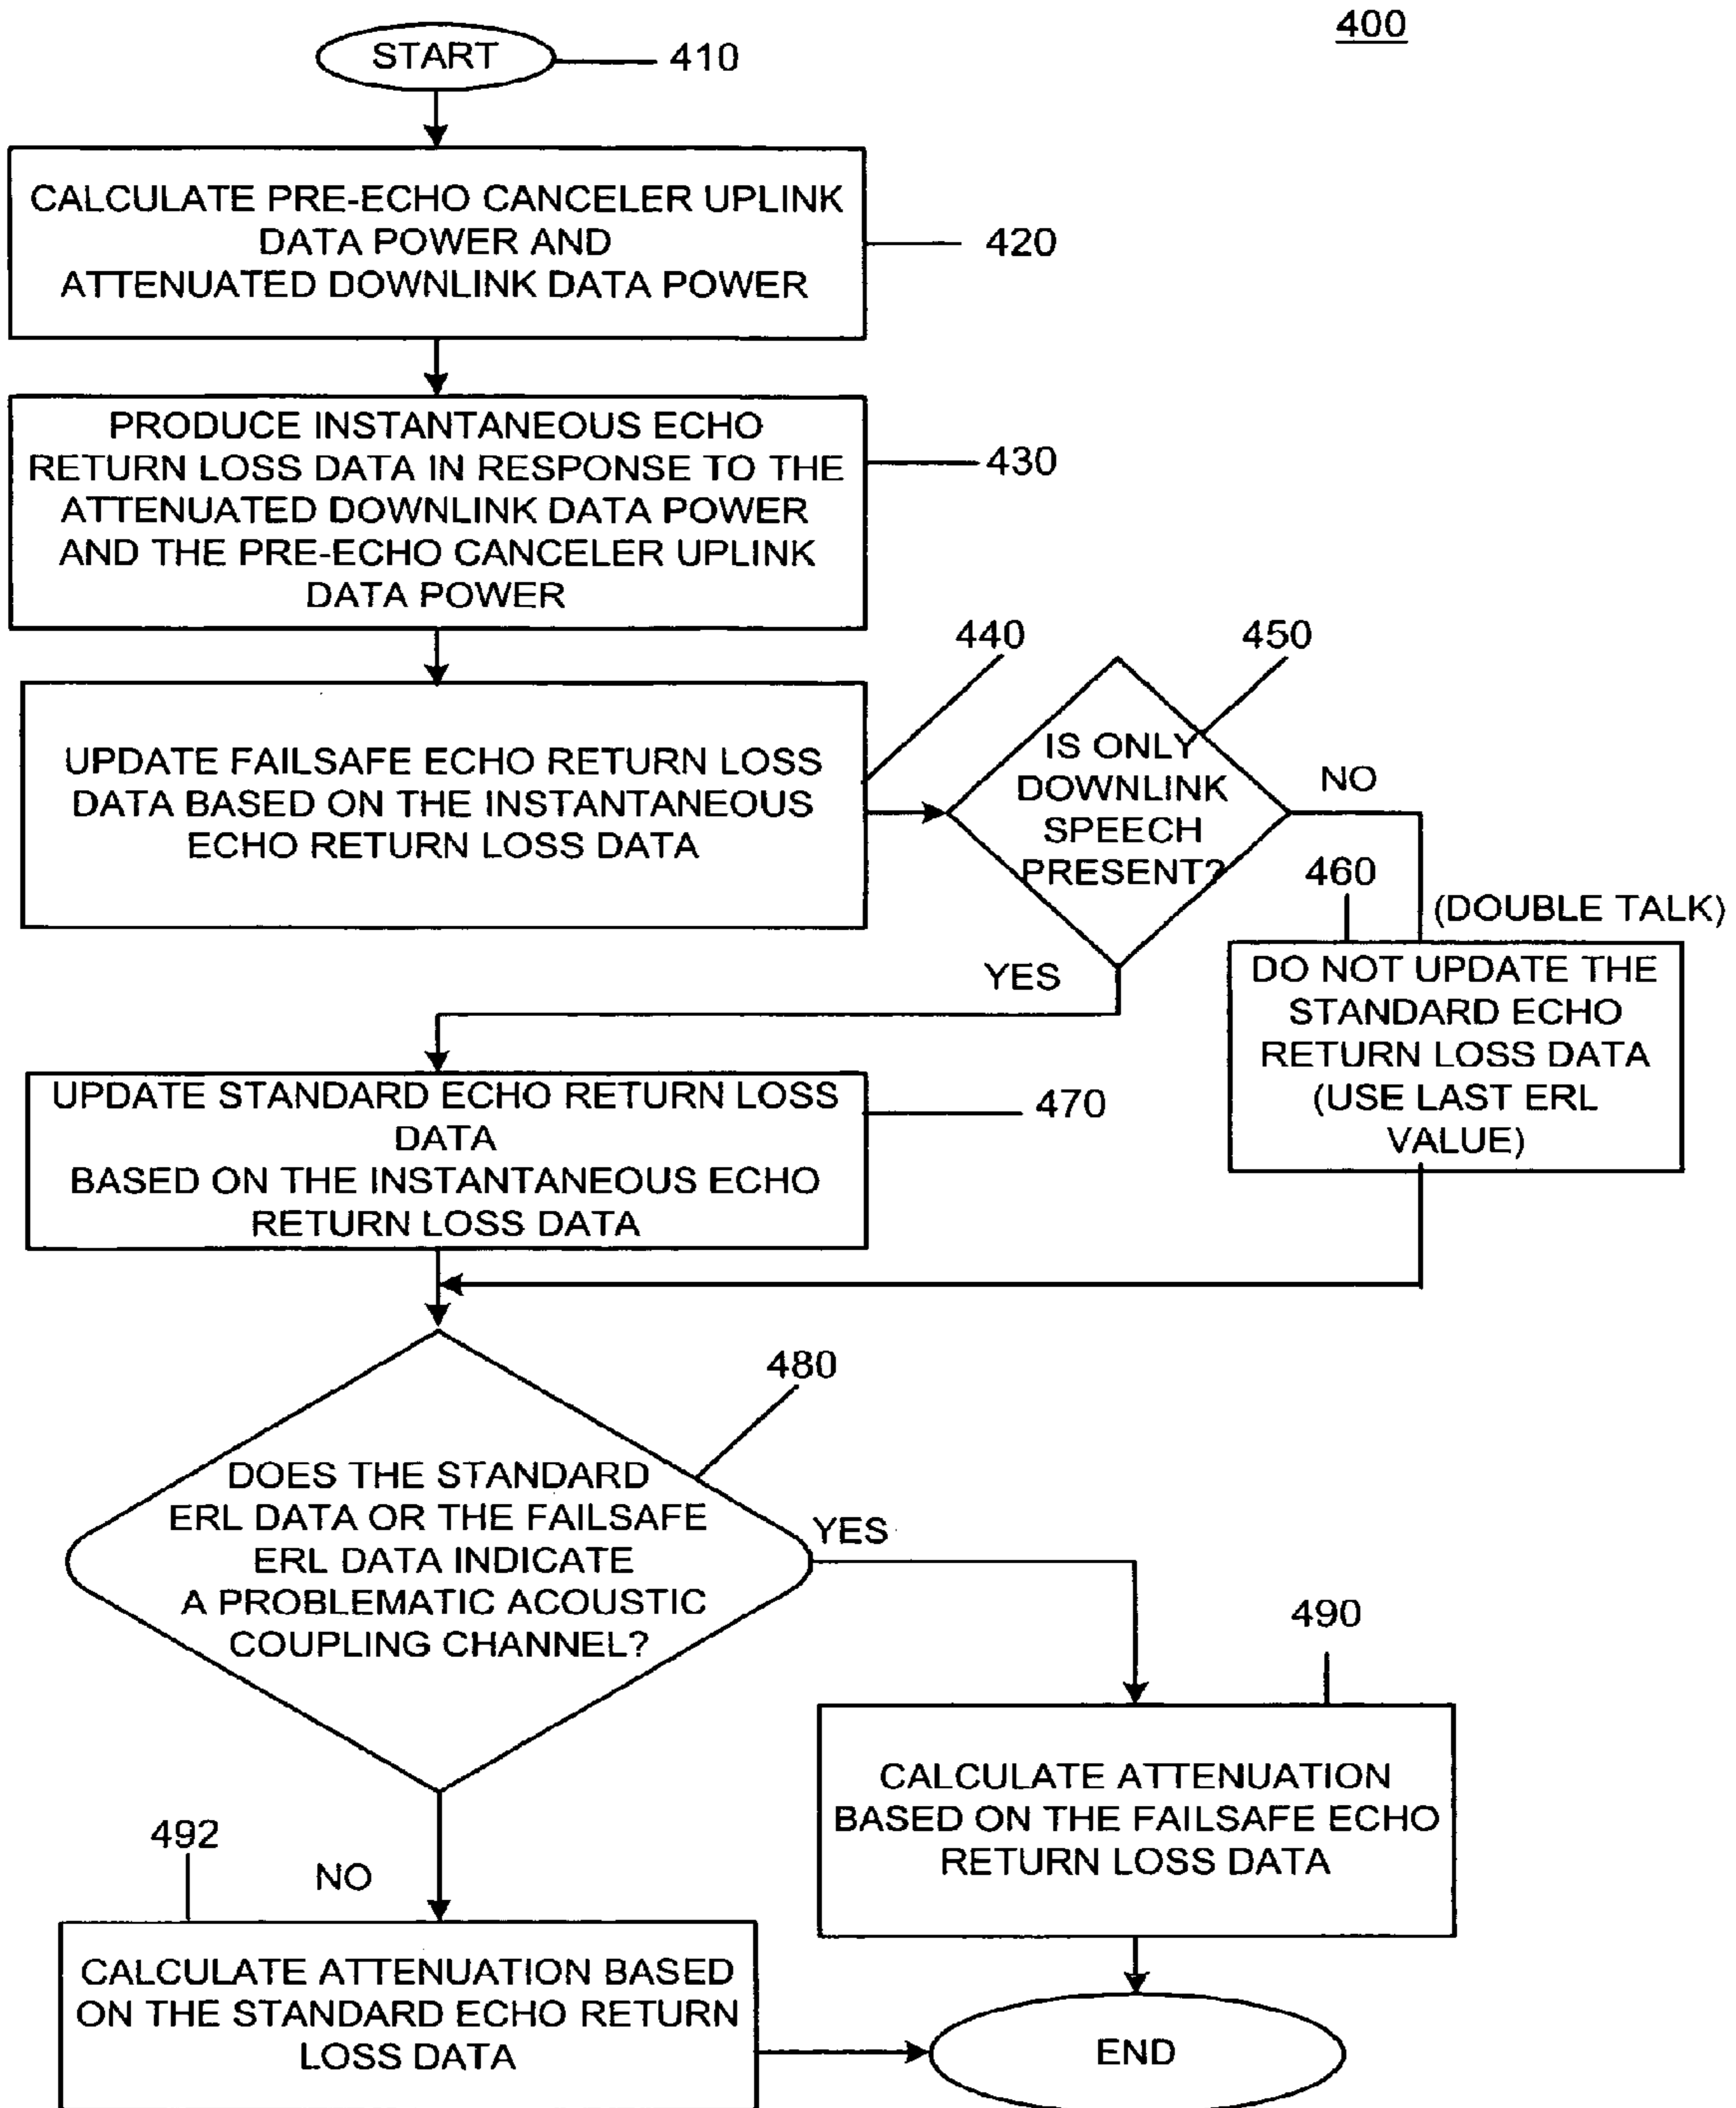 400
START
410
CALCULATE PRE-ECHO CANCELER UPLINK
DATA POWER AND
ATTENUATED DOWNLINK DATA POWER
420
PRODUCE INSTANTANEOUS ECHO
RETURN LOSS DATA IN RESPONSE TO THE
ATTENUATED DOWNLINK DATA POWER
AND THE PRE-ECHO CANCELER UPLINK
DATA POWER
430
440
450
UPDATE FAILSAFE ECHO RETURN LOSS
DATA BASED ON THE INSTANTANEOUS
ECHO RETURN LOSS DATA
IS ONLY
DOWNLINK
SPEECH
PRESENT?
NO
460
(DOUBLE TALK)
YES
DO NOT UPDATE THE
STANDARD ECHO
RETURN LOSS DATA
(USE LAST ERL
VALUE)
UPDATE STANDARD ECHO RETURN LOSS
DATA
BASED ON THE INSTANTANEOUS ECHO
RETURN LOSS DATA
470
480
DOES THE STANDARD
ERL DATA OR THE FAILSAFE
ERL DATA INDICATE
A PROBLEMATIC ACOUSTIC
COUPLING CHANNEL?
YES
490
CALCULATE ATTENUATION
BASED ON THE FAILSAFE ECHO
RETURN LOSS DATA
492
NO
CALCULATE ATTENUATION BASED
ON THE STANDARD ECHO RETURN
LOSS DATA
END